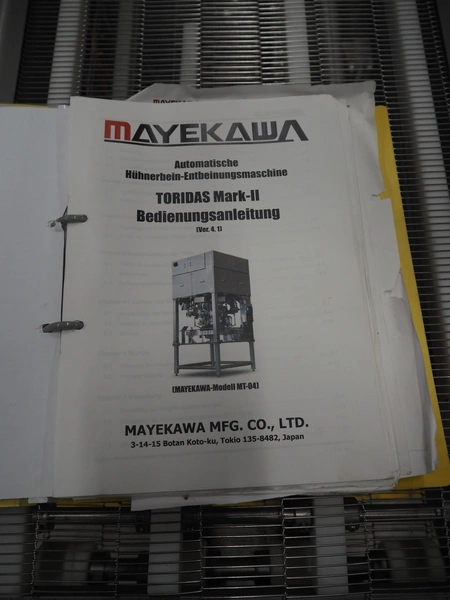 MAYEKAWA
Automatische
Hühnerbein-Entbeinungsmaschine
TORIDAS Mark-II
Bedienungsanleitung
(Ver. 4.1)
(MAYEKAWA-Modell MT-04)
MAYEKAWA MFG. CO., LTD.
3-14-15 Botan Koto-ku, Tokio 135-8482, Japan